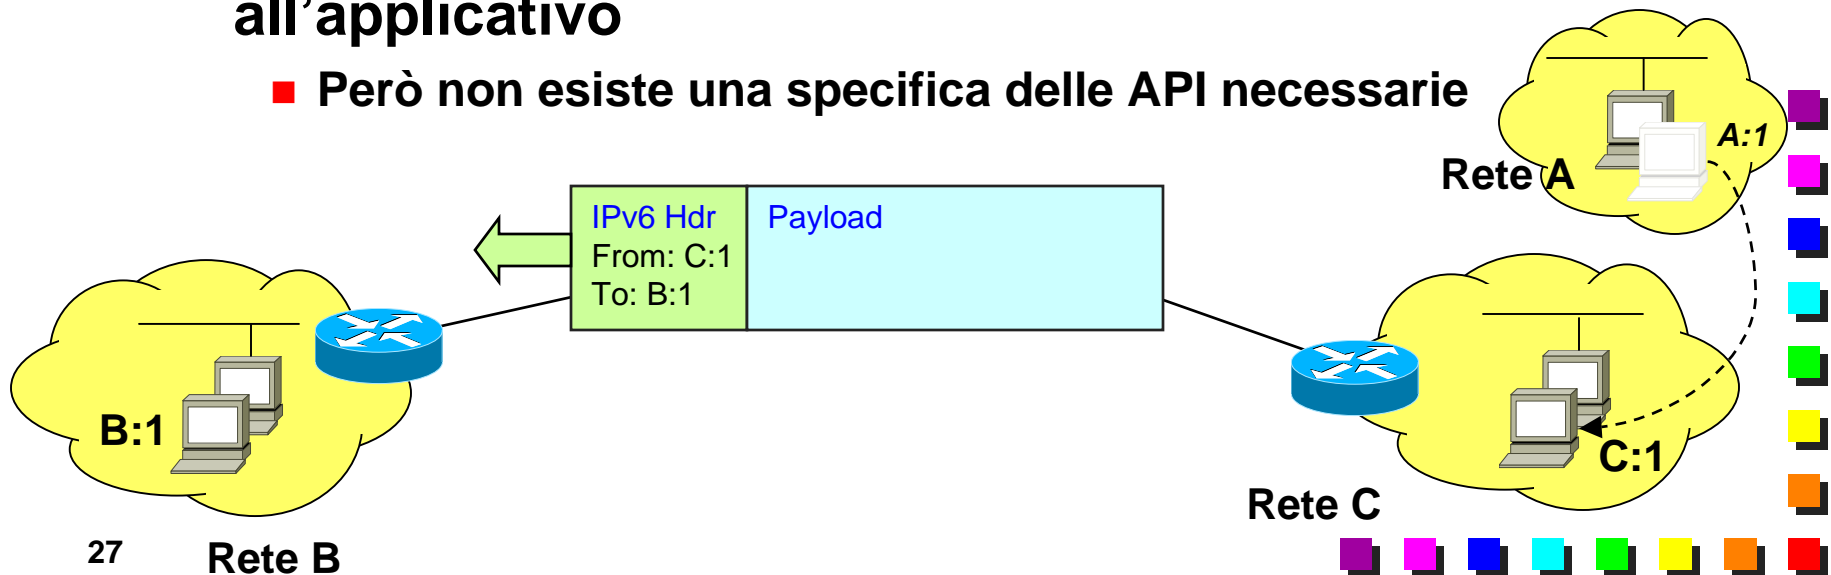 all'applicativo
Però non esiste una specifica delle API necessarie
A:1
Rete A
IPv6 Hdr
From: C:1
To: B:1
Payload
B:1
C:1
Rete C
27
Rete B